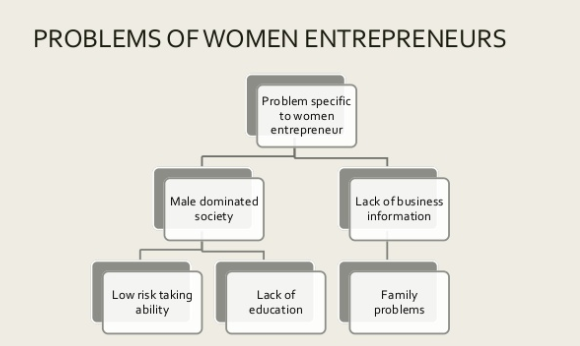 PROBLEMS OF WOMEN ENTREPRENEURS
Problem specific
to women
entrepreneur
Male dominated
society
Lack of business
information
Low risk taking
ability
Lack of
education
Family
problems